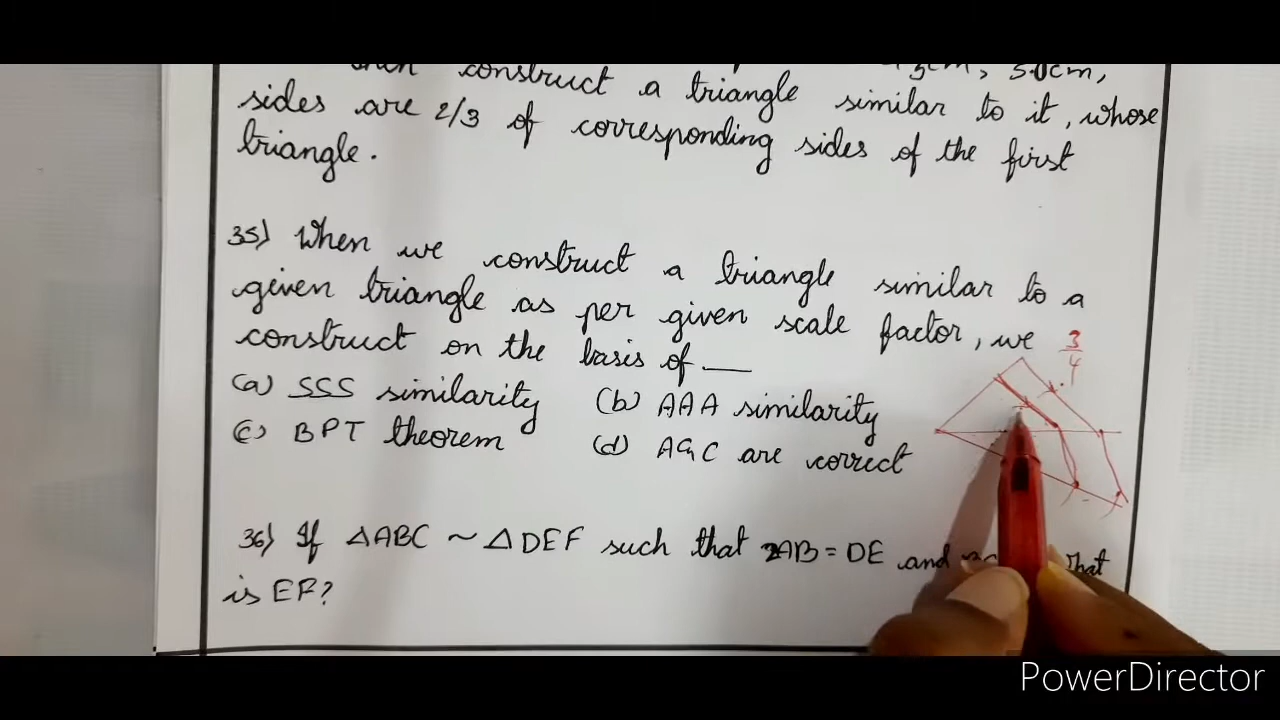 construct a triangle similar to it, whose
sides are 2/3 of corresponding sides of the first
triangle.
35) When we construct a triangle similar to a
given triangle as per given scale factor, we
construct on the basis of ___
3/4
(a) SSS similarity (b) AAA similarity
(c) BPT theorem (d) A&C are correct
36) If △ABC ~ △DEF such that 2AB = DE and
is EF?
PowerDirector